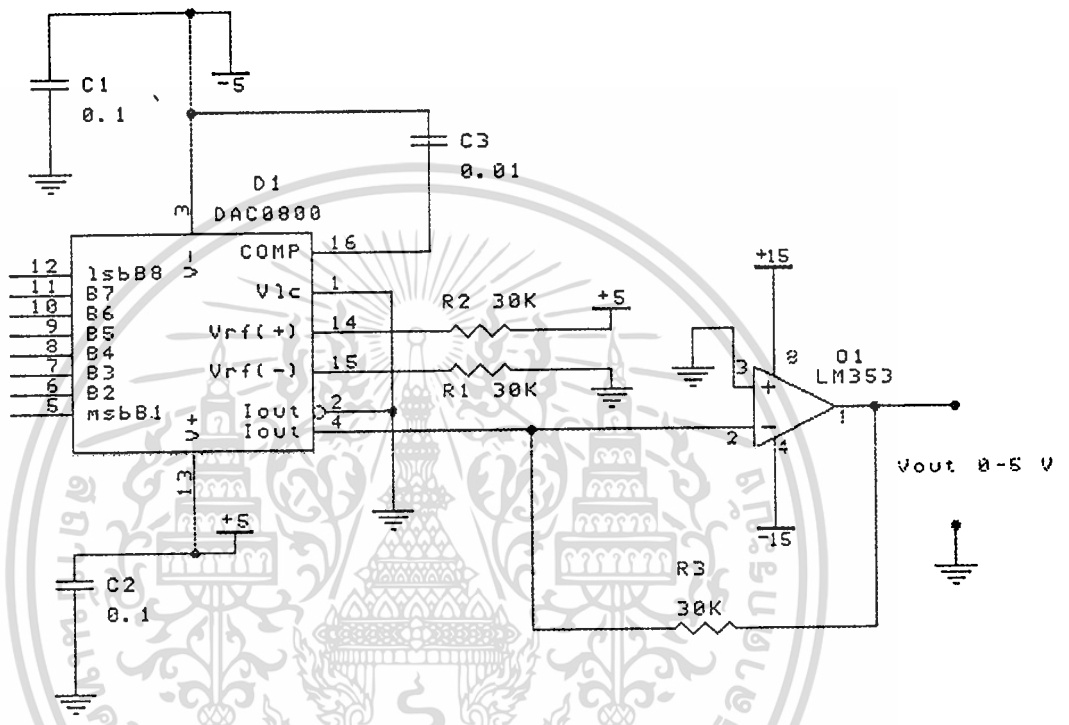 C1
0.1
-5
C3
0.01
D1
DAC0800
3
V-
COMP
16
12
lsbB8
11
B7
10
B6
9
B5
8
B4
7
B3
6
B2
5
msbB1
Vlc
1
Vrf(+)
14
Vrf(-)
15
Iout
2
Iout
4
V+
13
R2 30K
+5
R1 30K
+15
3
8
O1
LM353
+
-
2
1
4
-15
Vout 0-5 V
R3
30K
+5
C2
0.1